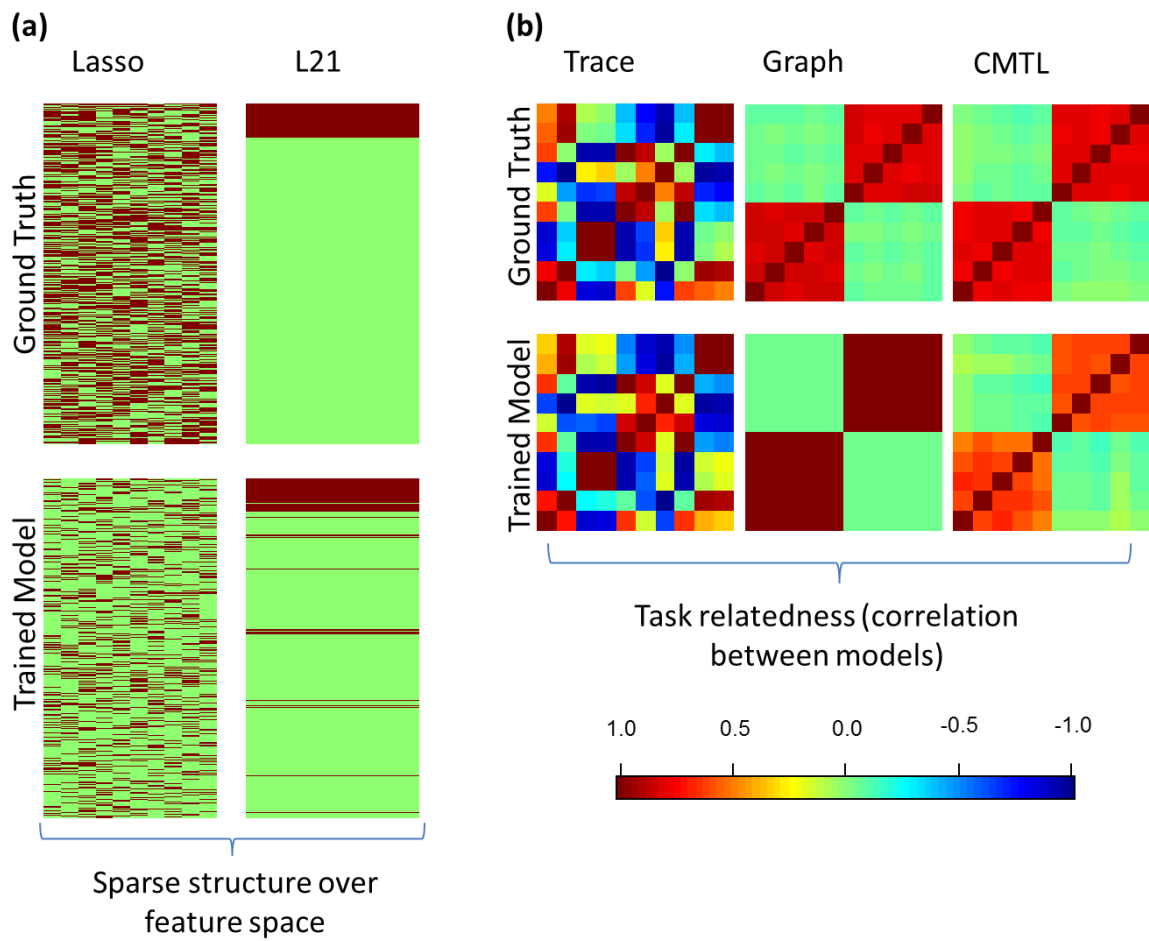 (a)
Lasso
L21
Ground Truth
Trained Model
Sparse structure over
feature space
(b)
Trace
Graph
CMTL
Ground Truth
Trained Model
Task relatedness (correlation
between models)
1.0
0.5
0.0
-0.5
-1.0